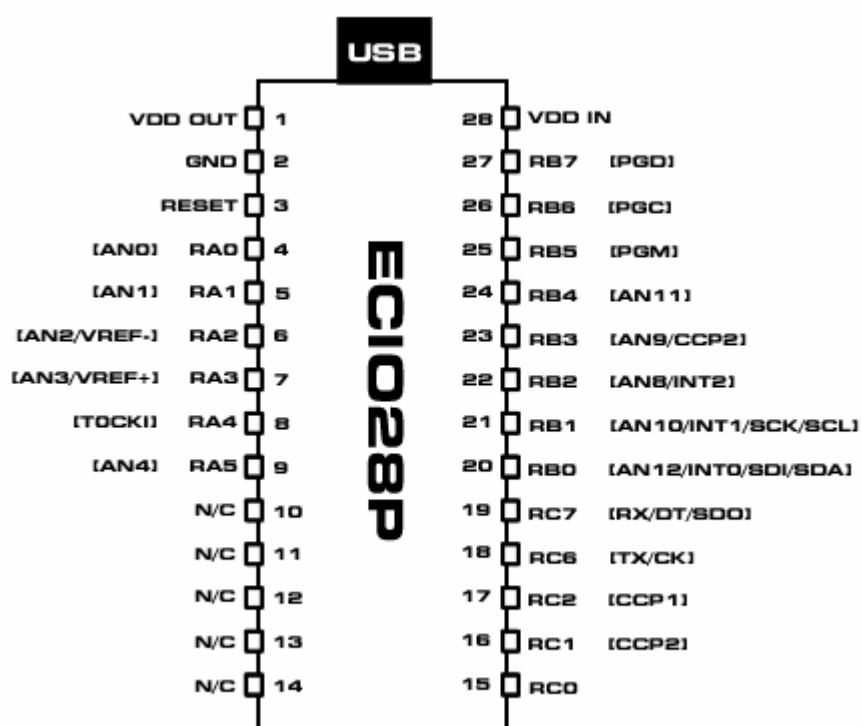 USB
VDD OUT 1 28 VDD IN
GND 2 27 RB7 [PGD]
RESET 3 26 RB6 [PGC]
[AN0] RA0 4 25 RB5 [PGM]
[AN1] RA1 5 24 RB4 [AN11]
[AN2/VREF-] RA2 6 23 RB3 [AN9/CCP2]
[AN3/VREF+] RA3 7 22 RB2 [AN8/INT2]
[TOCKI] RA4 8 21 RB1 [AN10/INT1/SCK/SCL]
[AN4] RA5 9 20 RB0 [AN12/INT0/SDI/SDA]
N/C 10 19 RC7 [RX/DT/SDO]
N/C 11 18 RC6 [TX/CK]
N/C 12 17 RC2 [CCP1]
N/C 13 16 RC1 [CCP2]
N/C 14 15 RC0
ECIO28P